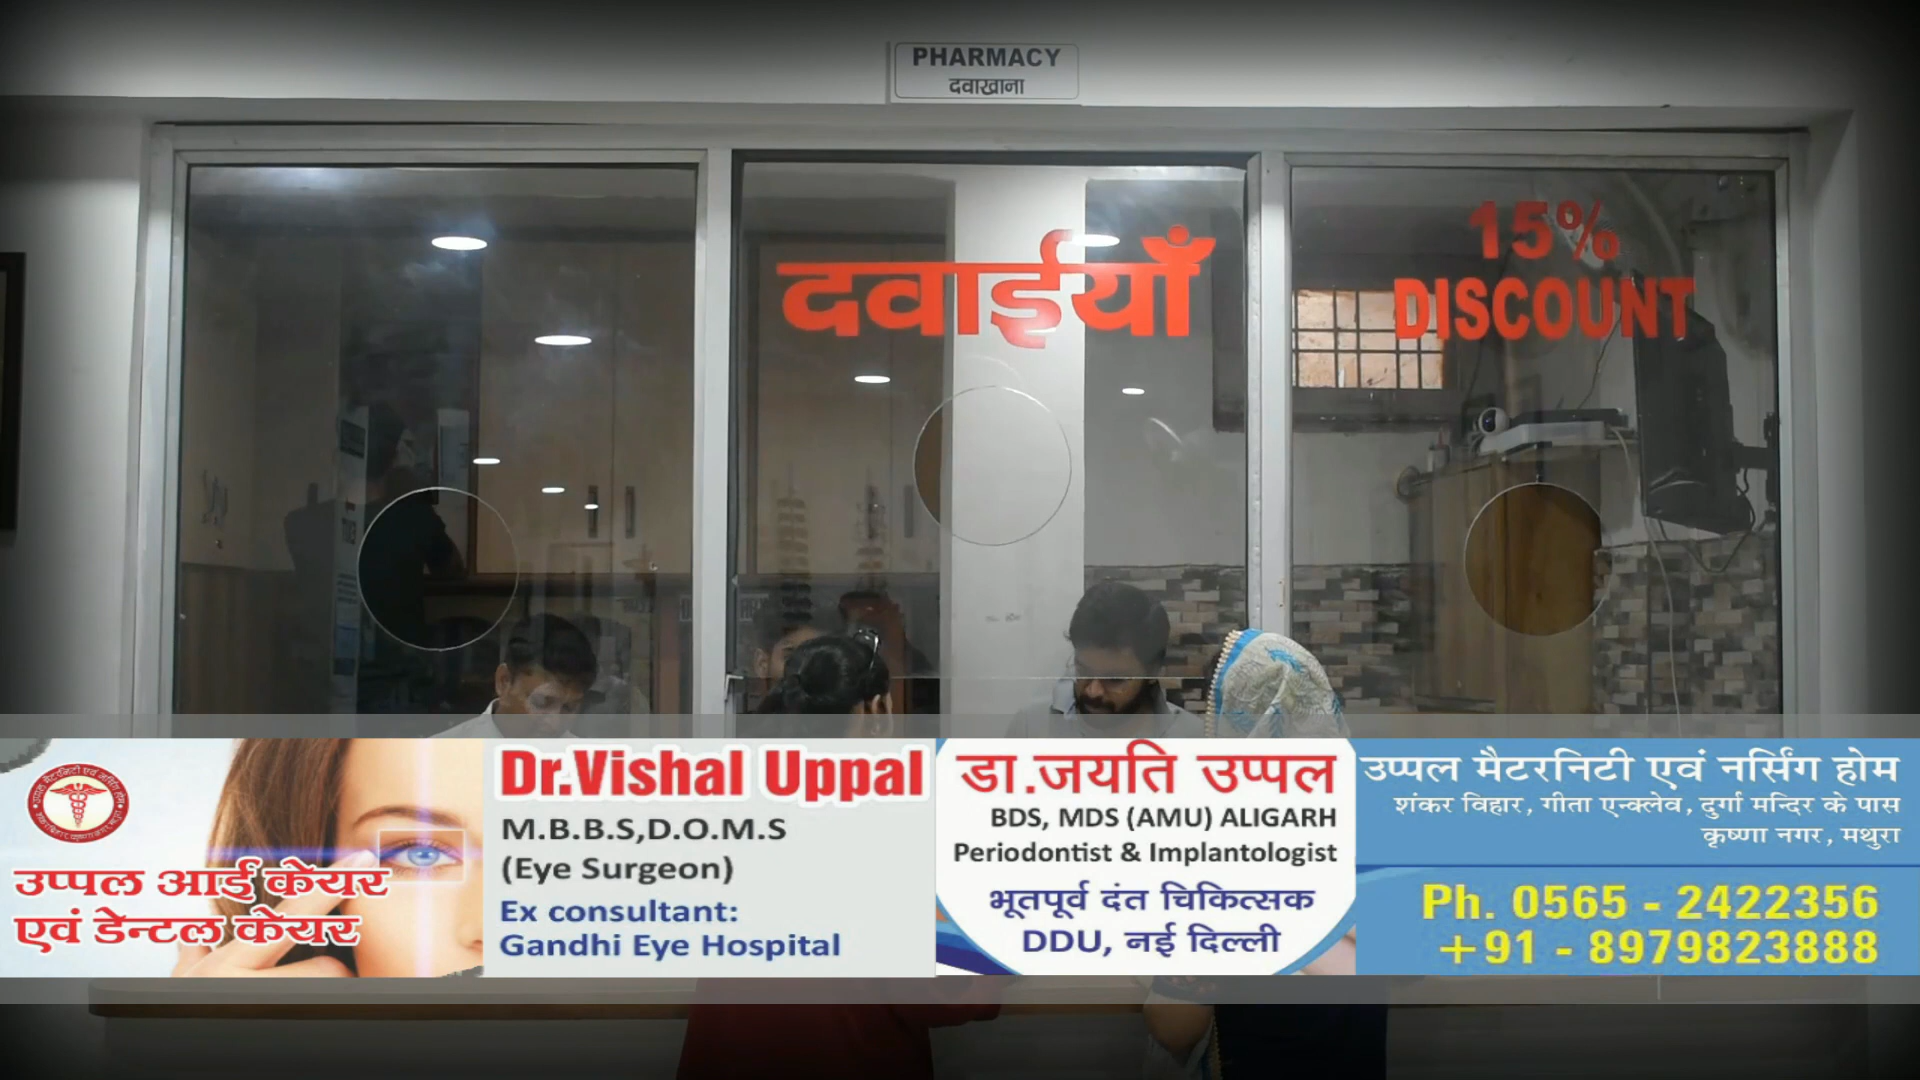 PHARMACY
दवाखाना
दवाईयाँ
15%
DISCOUNT
उप्पल आई केयर
एवं डेन्टल केयर
Dr.Vishal Uppal
M.B.B.S,D.O.M.S
(Eye Surgeon)
Ex consultant:
Gandhi Eye Hospital
डा.जयति उप्पल
BDS, MDS (AMU) ALIGARH
Periodontist & Implantologist
भूतपूर्व दंत चिकित्सक
DDU, नई दिल्ली
उप्पल मैटरनिटी एवं नर्सिंग होम
शंकर विहार, गीता एन्क्लेव, दुर्गा मन्दिर के पास
कृष्णा नगर, मथुरा
Ph. 0565 - 2422356
+91 - 8979823888